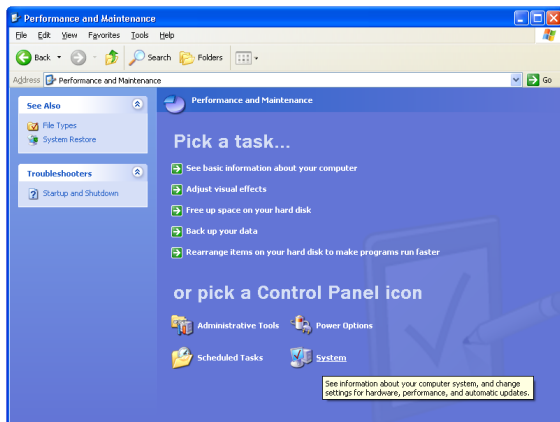 Performance and Maintenance
File Edit View Favorites Tools Help
Back Search Folders
Address Performance and Maintenance Go
See Also
File Types
System Restore
Troubleshooters
Startup and Shutdown
Performance and Maintenance
Pick a task...
See basic information about your computer
Adjust visual effects
Free up space on your hard disk
Back up your data
Rearrange items on your hard disk to make programs run faster
or pick a Control Panel icon
Administrative Tools Power Options
Scheduled Tasks System
See information about your computer system, and change
settings for hardware, performance, and automatic updates.